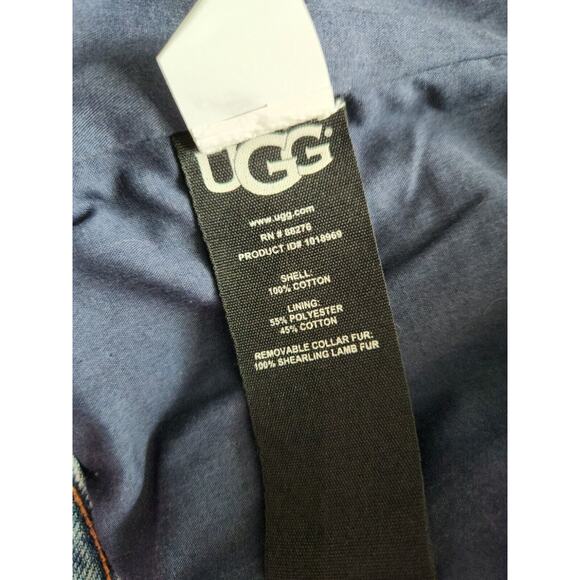 UGG®
www.ugg.com
RN # 88276
PRODUCT ID# 1018969
SHELL:
100% COTTON
LINING:
55% POLYESTER
45% COTTON
REMOVABLE COLLAR FUR:
100% SHEARLING LAMB FUR